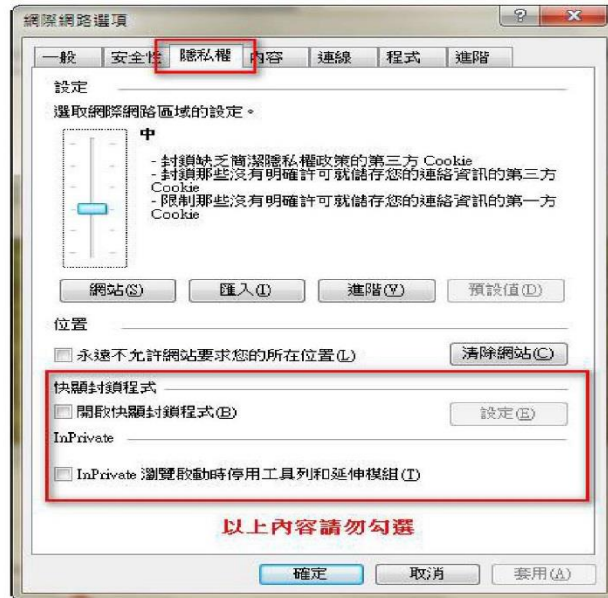 網際網路選項
一般 安全性 隱私權 內容 連線 程式 進階
設定
選取網際網路區域的設定。
中
- 封鎖缺乏簡潔隱私權政策的第三方 Cookie
- 封鎖那些沒有明確許可就儲存您的連絡資訊的第三方
Cookie
- 限制那些沒有明確許可就儲存您的連絡資訊的第一方
Cookie
網站(S) 匯入(I) 進階(V) 預設值(D)
位置
永遠不允許網站要求您的所在位置(L) 清除網站(C)
快顯封鎖程式
開啟快顯封鎖程式(B) 設定(E)
InPrivate
InPrivate 瀏覽啟動時停用工具列和延伸模組(T)
以上內容請勿勾選
確定 取消 套用(A)